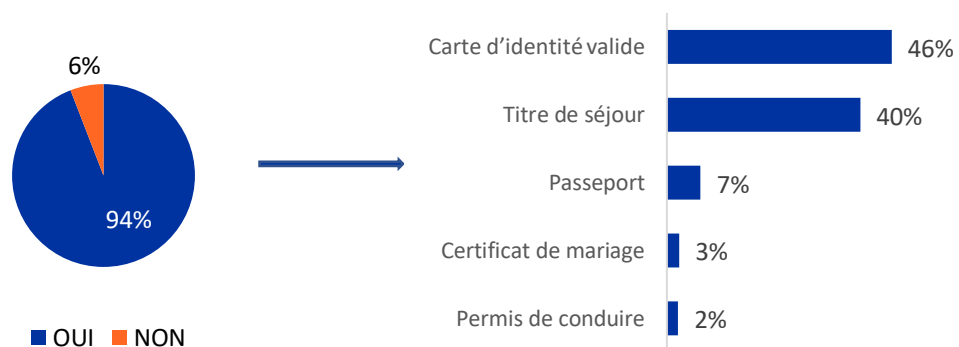 6%
94%
OUI NON
Carte d’identité valide 46%
Titre de séjour 40%
Passeport 7%
Certificat de mariage 3%
Permis de conduire 2%